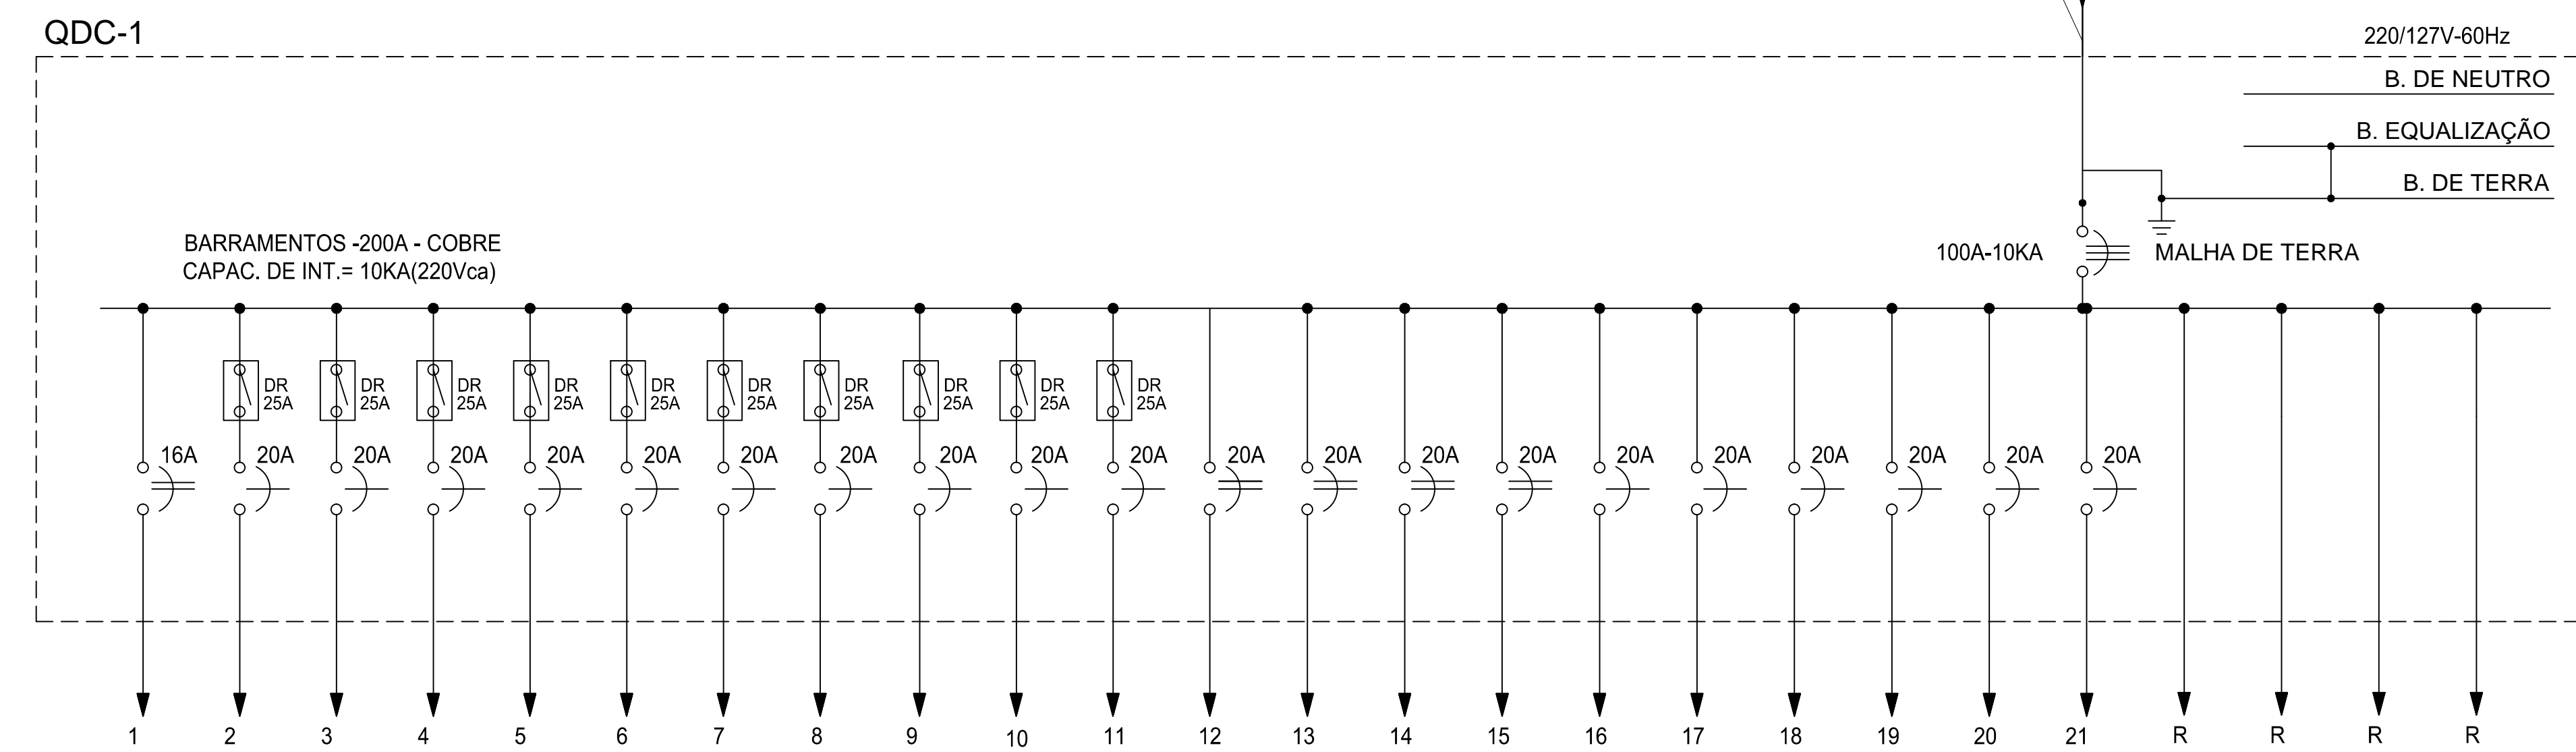 QDC-1
220/127V-60Hz
B. DE NEUTRO
B. EQUALIZAÇÃO
B. DE TERRA
BARRAMENTOS -200A - COBRE
CAPAC. DE INT.= 10KA(220Vca)
100A-10KA
MALHA DE TERRA
DR DR DR DR DR DR DR DR DR DR
25A 25A 25A 25A 25A 25A 25A 25A 25A 25A
16A 20A 20A 20A 20A 20A 20A 20A 20A 20A 20A 20A 20A 20A 20A 20A 20A 20A 20A 20A 20A
1 2 3 4 5 6 7 8 9 10 11 12 13 14 15 16 17 18 19 20 21 R R R R